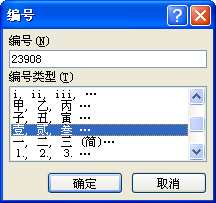 编号
编号(N)
23908
编号类型(T)
i, ii, iii, …
甲, 乙, 丙 …
子, 丑, 寅 …
壹, 贰, 叁 …
一, 二, 三 (简)…
1., 2., 3. …
确定
取消